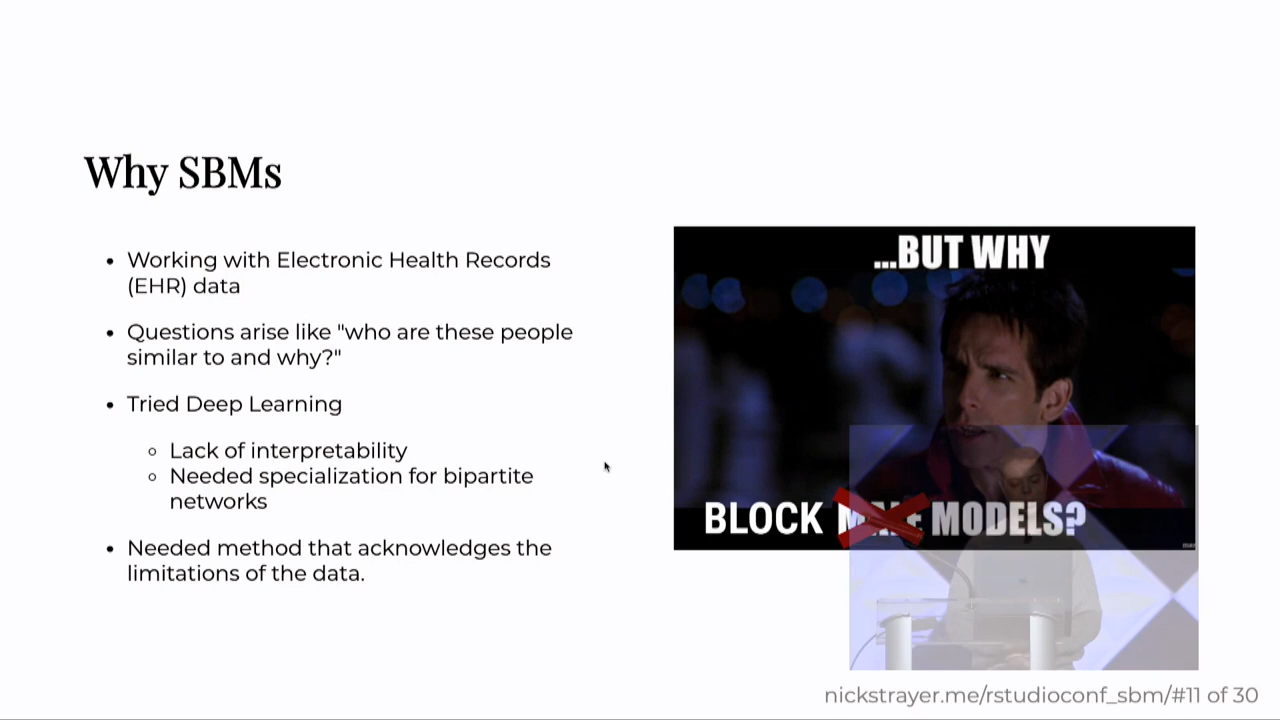 Why SBMs
• Working with Electronic Health Records
(EHR) data
• Questions arise like "who are these people
similar to and why?"
• Tried Deep Learning
◦ Lack of interpretability
◦ Needed specialization for bipartite
networks
• Needed method that acknowledges the
limitations of the data.
...BUT WHY
BLOCK MALE MODELS?
nickstrayer.me/rstudioconf_sbm/#11 of 30